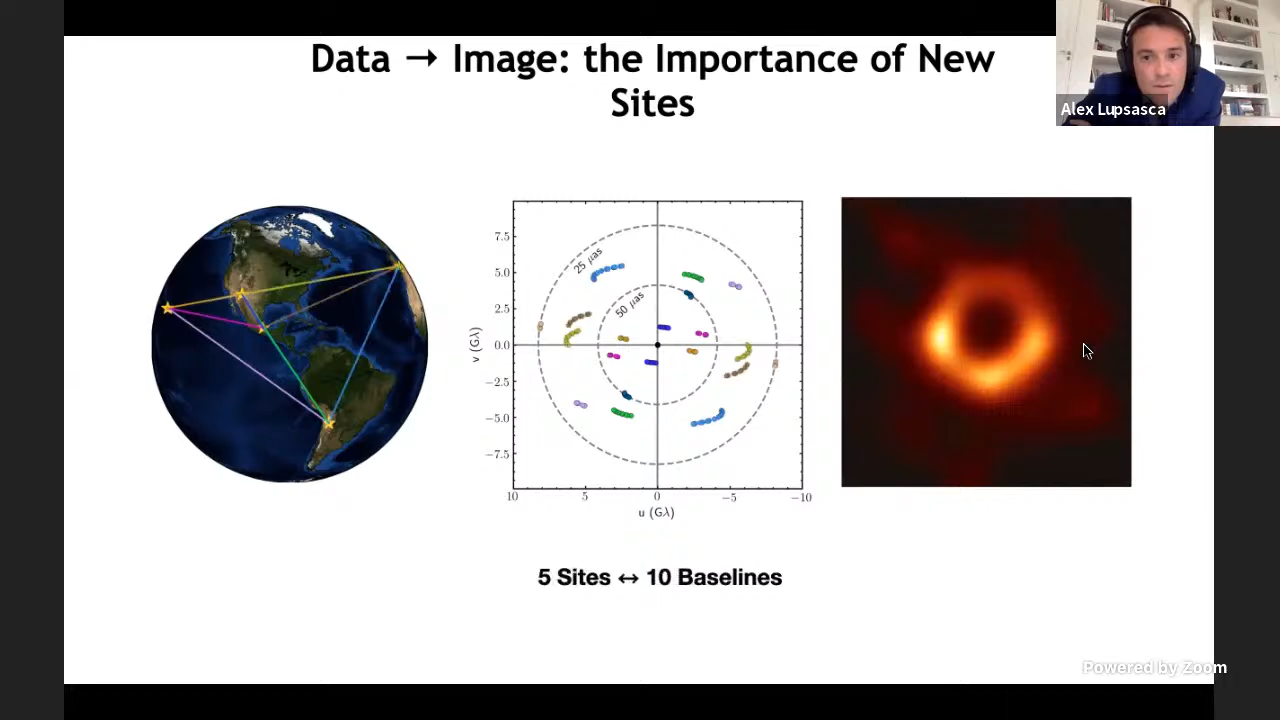 Data → Image: the Importance of New
Sites
Alex Lupsasca
25 μas
50 μas
7.5
5.0
2.5
0.0
−2.5
−5.0
−7.5
v (Gλ)
10
5
0
−5
−10
u (Gλ)
5 Sites ↔ 10 Baselines
Powered by Zoom